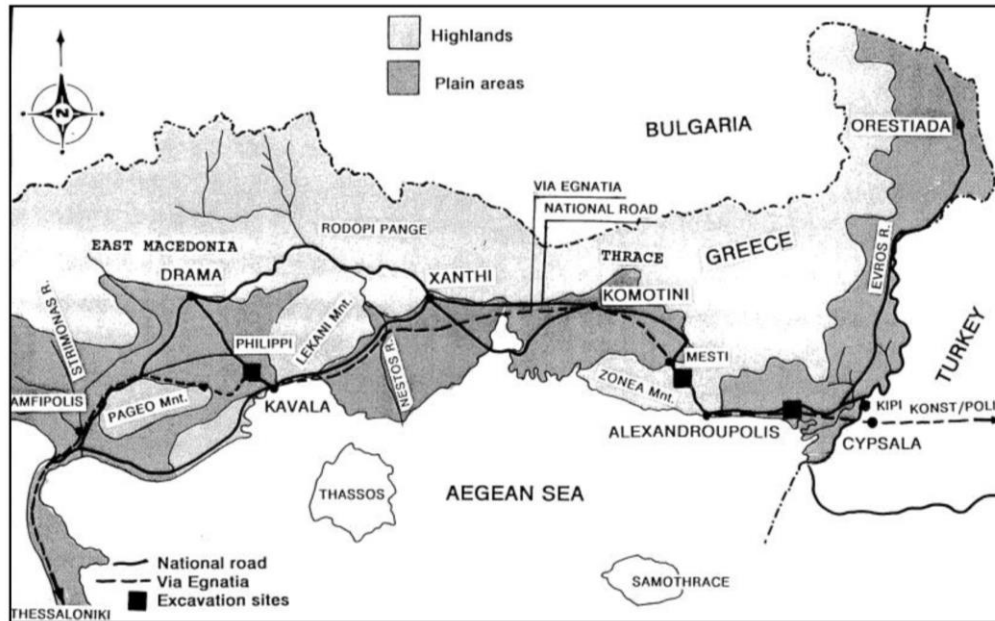 Highlands
Plain areas
N
BULGARIA
ORESTIADA
VIA EGNATIA
NATIONAL ROAD
RODOPI PANGE
EAST MACEDONIA
THRACE
GREECE
DRAMA
XANTHI
KOMOTINI
EVROS R.
STRIMONAS R.
PHILIPPI
LEKANI Mnt.
NESTOS R.
MESTI
TURKEY
AMFIPOLIS
PAGEO Mnt.
KAVALA
ZONEA Mnt.
ALEXANDROUPOLIS
KIPI
KONST/POLI
CYPSALA
THASSOS
AEGEAN SEA
SAMOTHRACE
National road
Via Egnatia
Excavation sites
THESSALONIKI